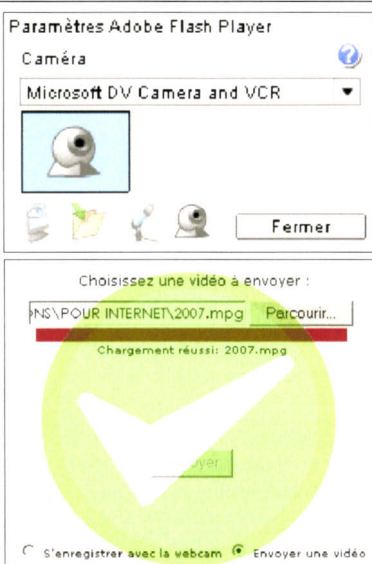 Paramètres Adobe Flash Player
Caméra
?
Microsoft DV Camera and VCR
Fermer
Choisissez une vidéo à envoyer :
NS\POUR INTERNET\2007.mpg Parcourir...
Chargement réussi: 2007.mpg
S'enregistrer avec la webcam Envoyer une vidéo